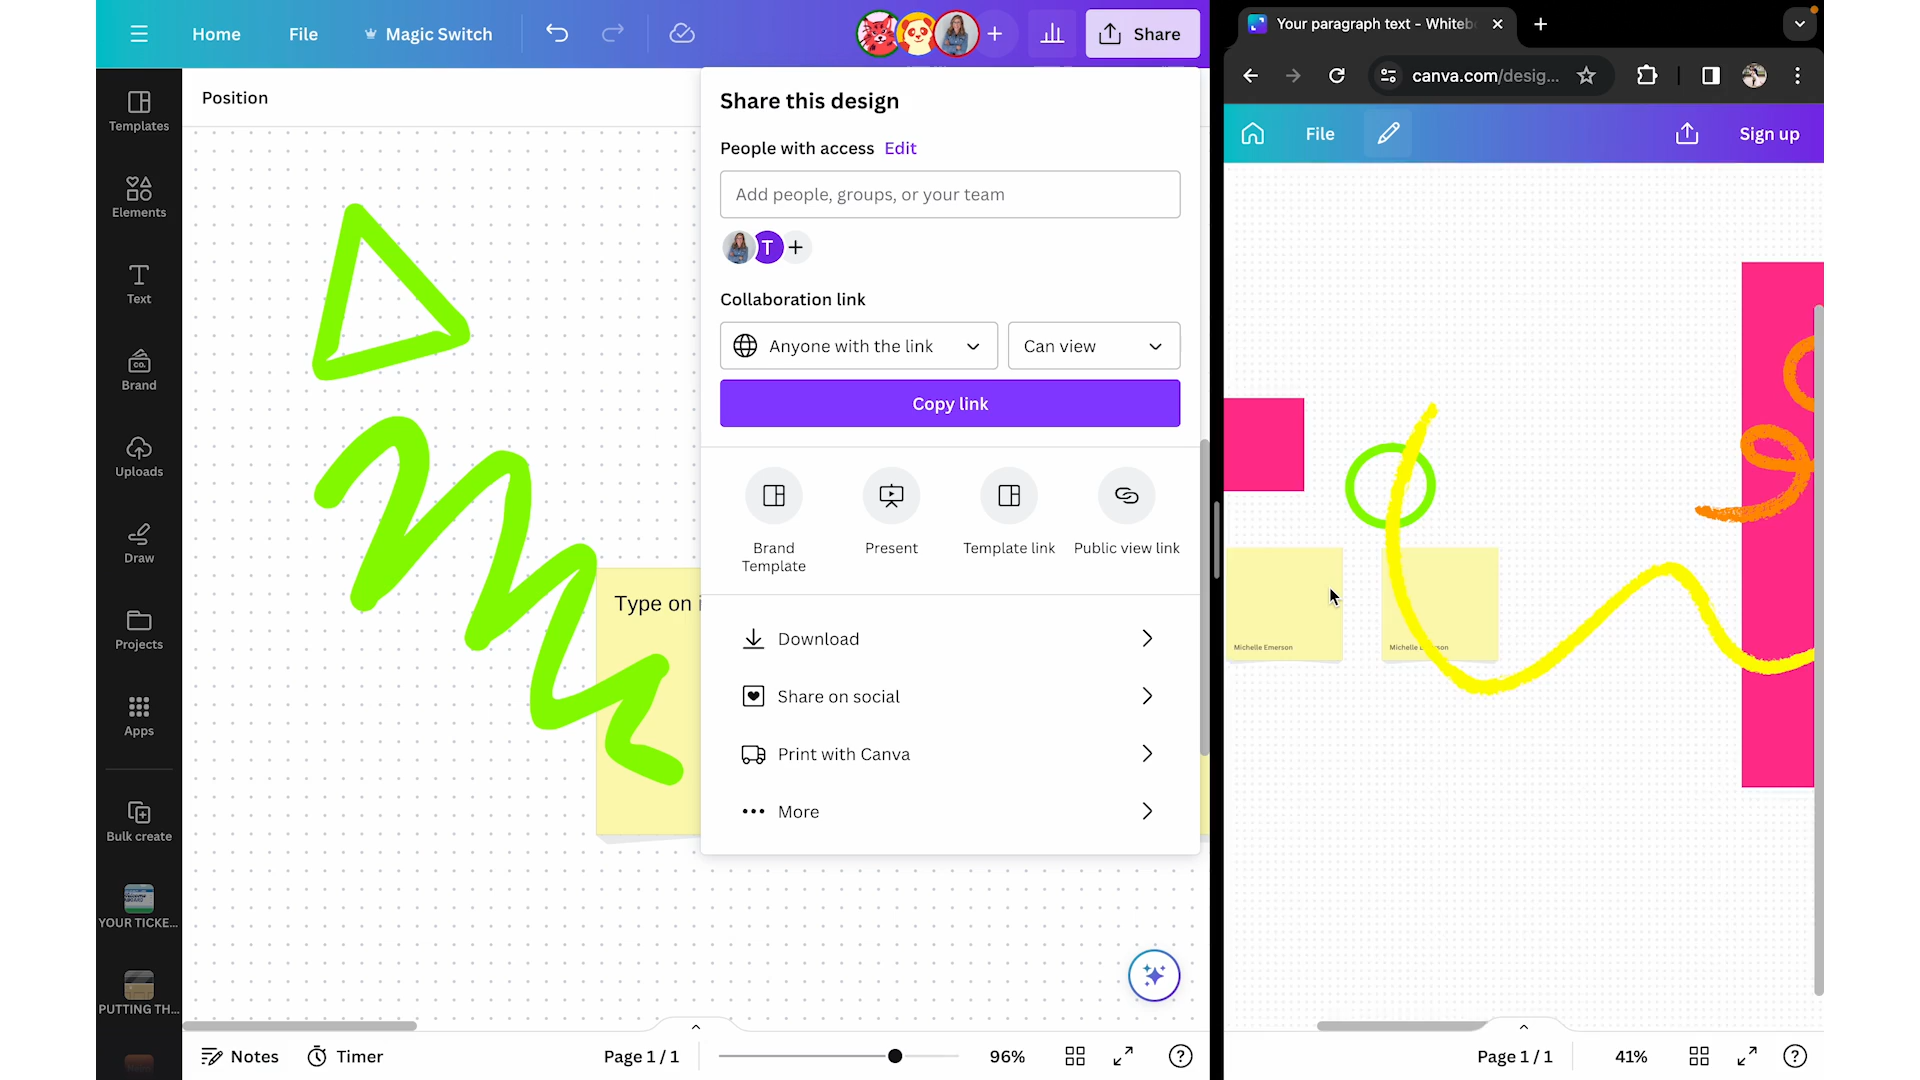 Home
File
Magic Switch
Share
Your paragraph text - Whiteb
canva.com/desig...
File
Sign up
Templates
Elements
Text
Brand
co.
Uploads
Draw
Projects
Apps
Bulk create
YOUR TICKE...
PUTTING TH...
Position
Type on i
Share this design
People with access Edit
Add people, groups, or your team
T
Collaboration link
Anyone with the link
Can view
Copy link
Brand Template
Present
Template link
Public view link
Download
Share on social
Print with Canva
More
Michelle Emerson
Michelle
Notes
Timer
Page 1 / 1
96%
Page 1 / 1
41%